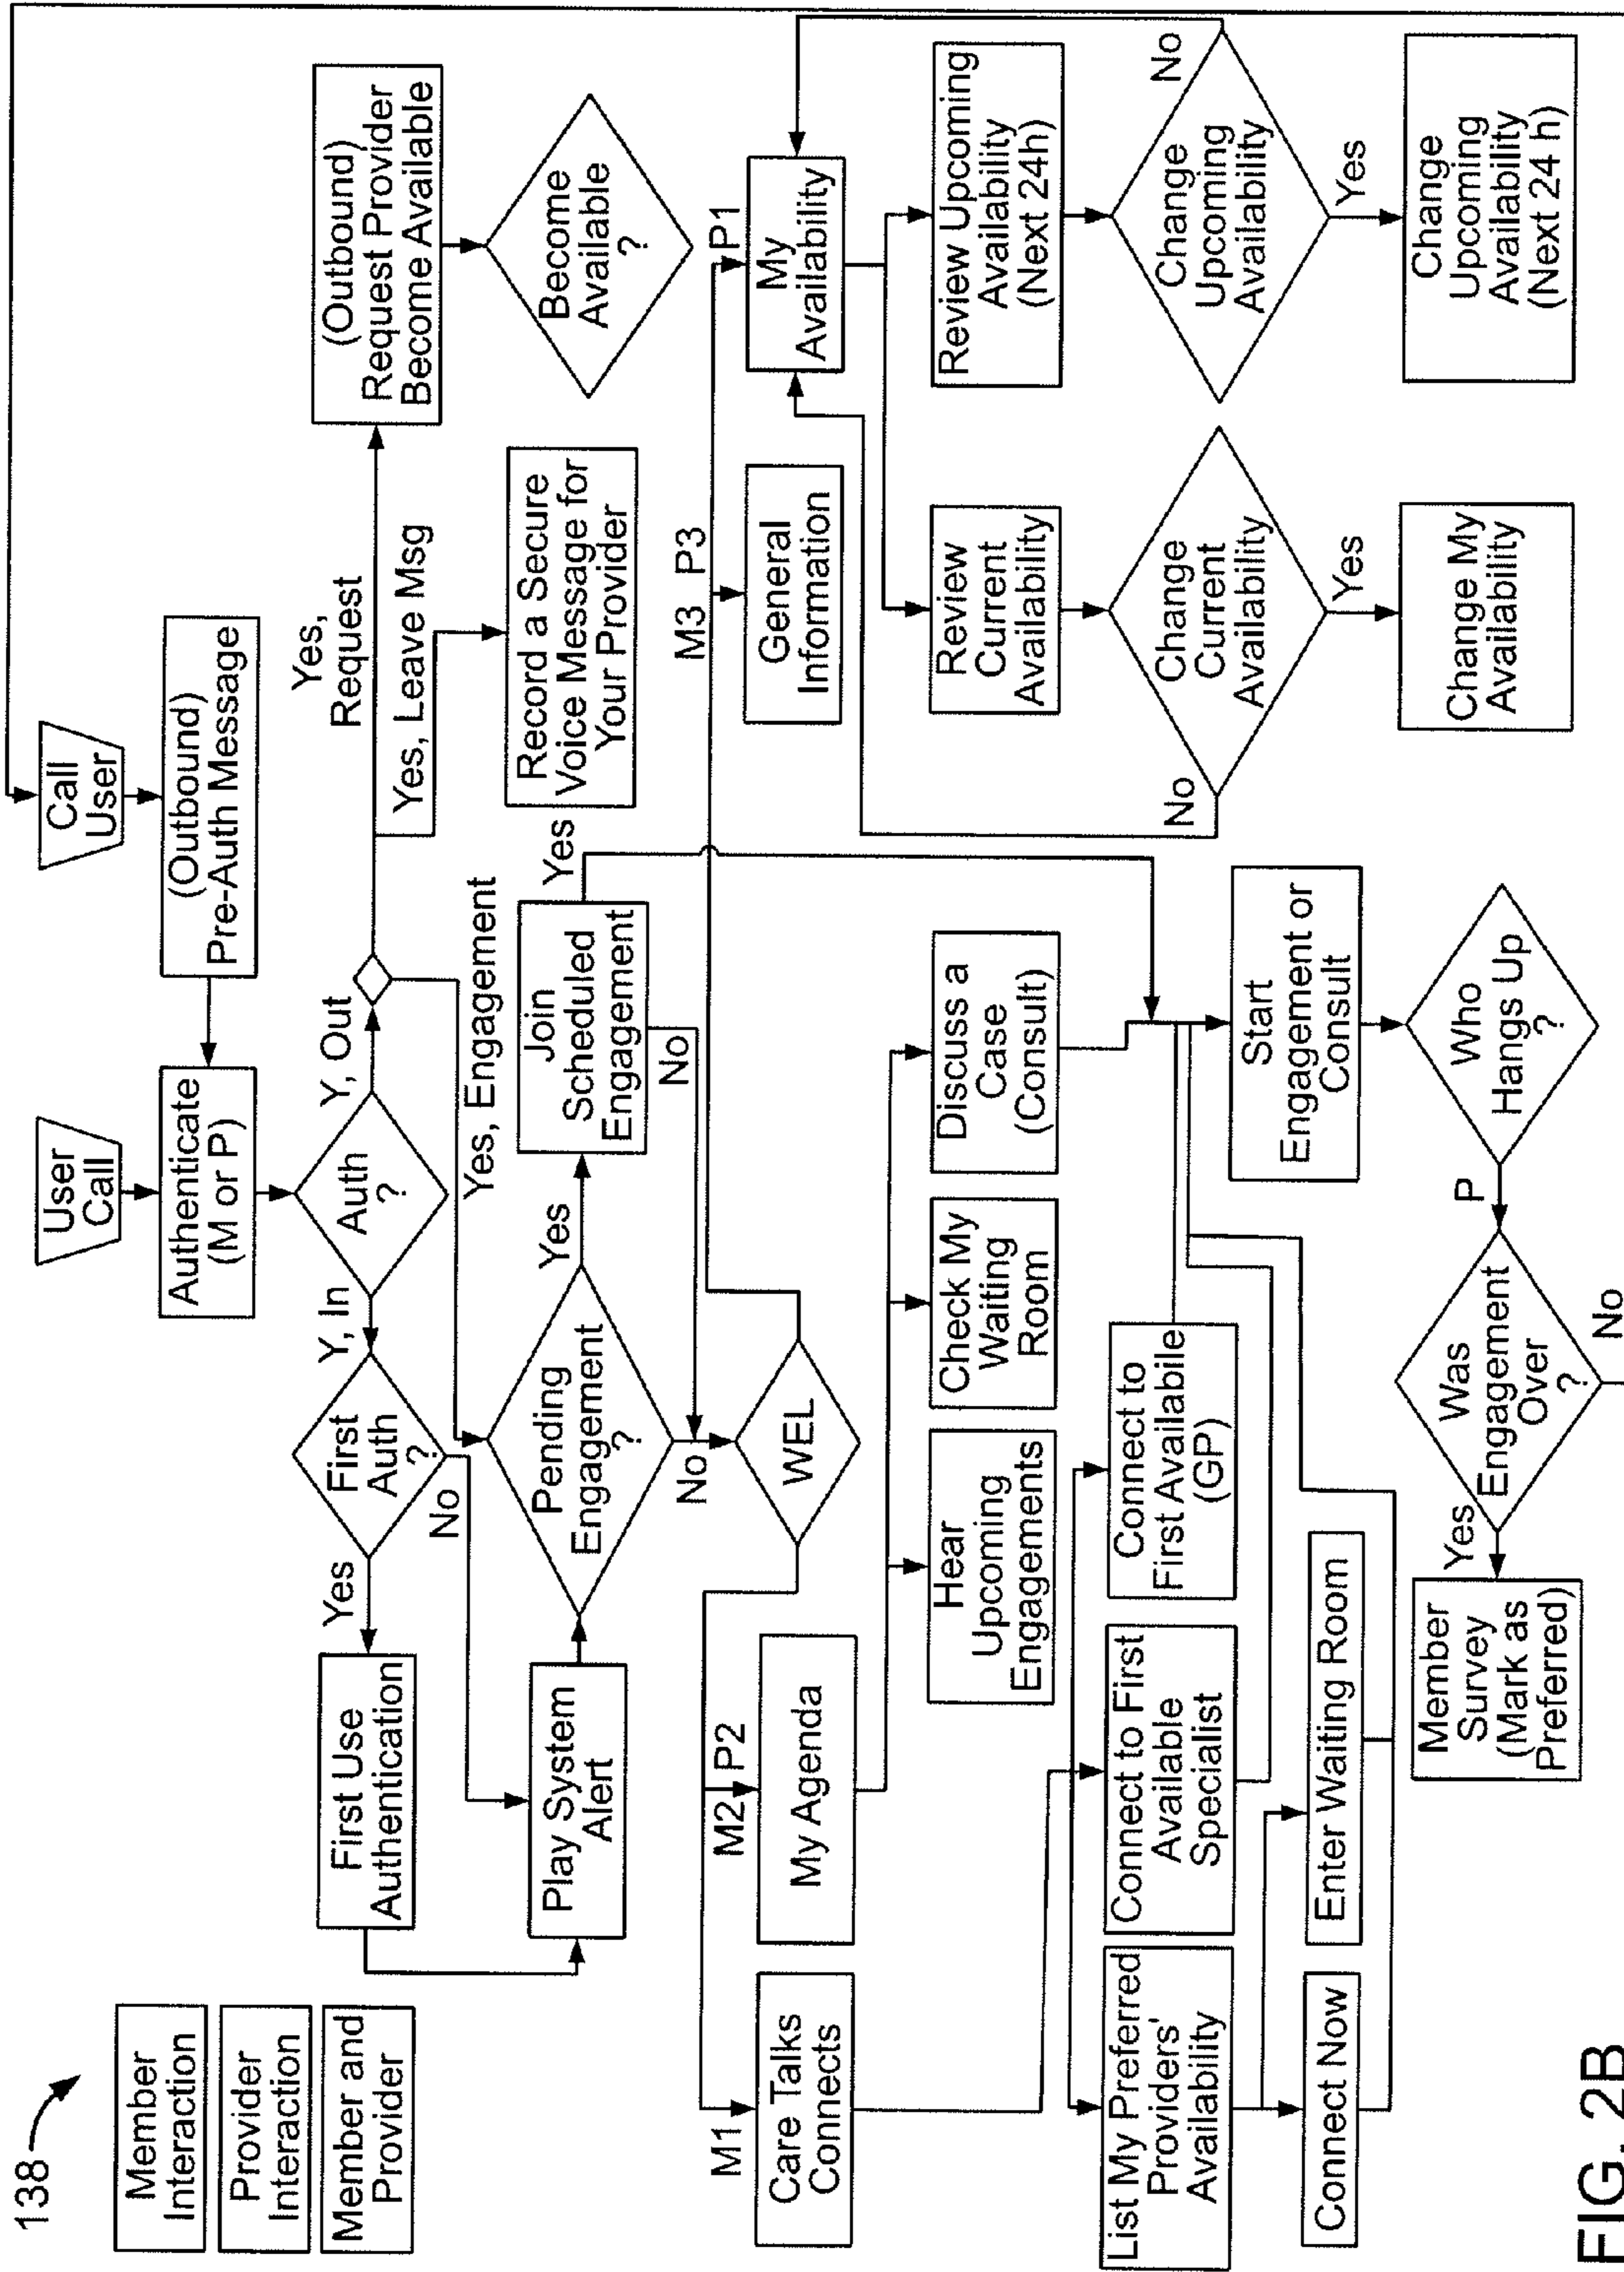 138
Member
Interaction
Provider
Interaction
Member and
Provider
User
Call
Call
User
Authenticate
(M or P)
(Outbound)
Pre-Auth Message
Auth
?
Y, In
Y, Out
First
Auth
?
Yes
No
First Use
Authentication
Yes,
Request
Yes, Leave Msg
Yes, Engagement
(Outbound)
Request Provider
Become Available
Become
Available
?
Record a Secure
Voice Message for
Your Provider
Play System
Alert
Pending
Engagement
?
Yes
No
Join
Scheduled
Engagement
Yes
No
WEL
M1
M2 P2
M3 P3
P1
Care Talks
Connects
My Agenda
General
Information
My
Availability
Hear
Upcoming
Engagements
Check My
Waiting
Room
Discuss a
Case
(Consult)
Review
Current
Availability
Review Upcoming
Availability
(Next 24h)
List My Preferred
Providers'
Availability
Connect to First
Available
Specialist
Connect to
First Availabile
(GP)
Change
Current
Availability
No
Yes
Change
Upcoming
Availability
No
Yes
Connect Now
Enter Waiting Room
Start
Engagement or
Consult
Change My
Availability
Change
Upcoming
Availability
(Next 24 h)
Member
Survey
(Mark as
Preferred)
Yes
Was
Engagement
Over
?
No
P
Who
Hangs Up
?
FIG. 2B